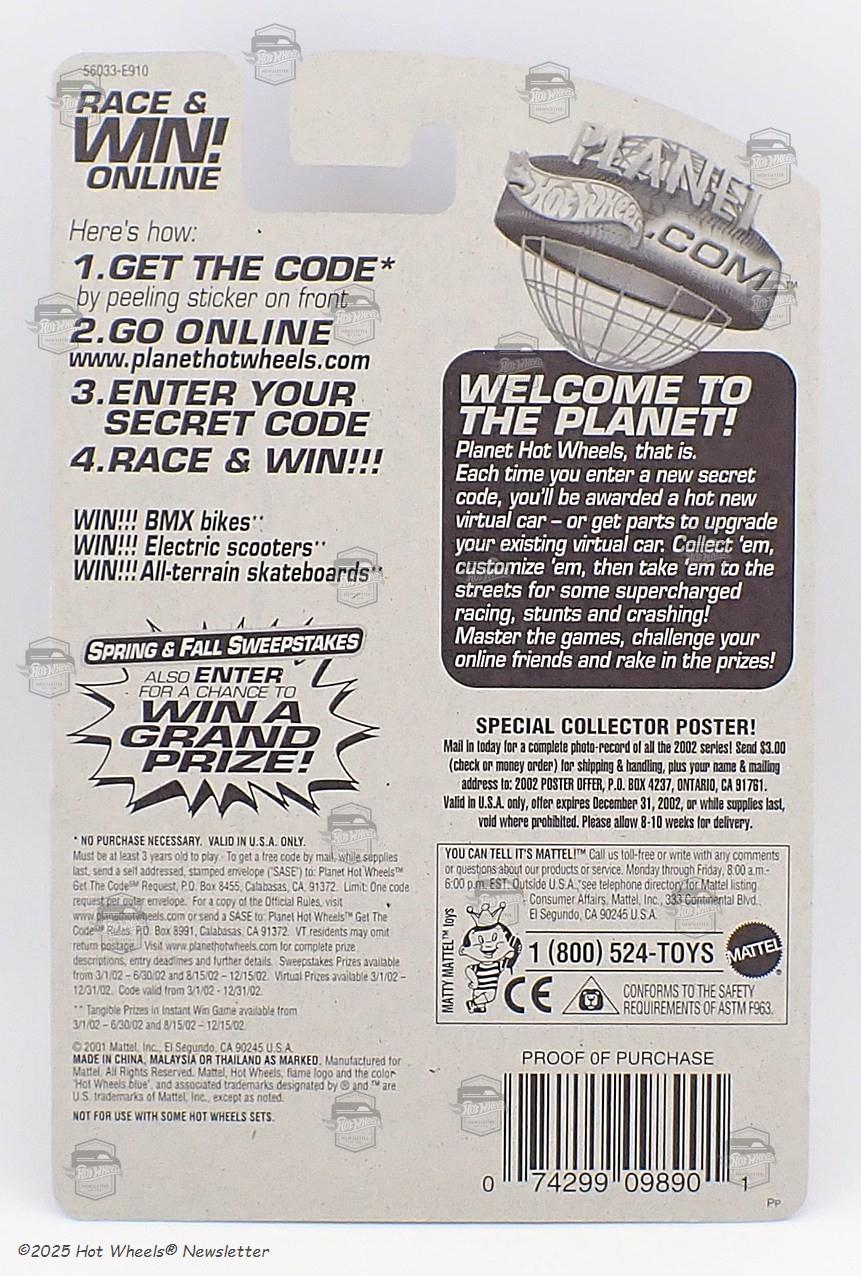 56033-E910
RACE &
WIN!
ONLINE
Here's how:
1.GET THE CODE*
by peeling sticker on front
2.GO ONLINE
www.planethotwheels.com
3.ENTER YOUR
SECRET CODE
4.RACE & WIN!!!
WIN!!! BMX bikes**
WIN!!! Electric scooters**
WIN!!! All-terrain skateboards**
SPRING & FALL SWEEPSTAKES
ALSO ENTER
FOR A CHANCE TO
WIN A
GRAND
PRIZE!
* NO PURCHASE NECESSARY. VALID IN U.S.A. ONLY.
Must be at least 3 years old to play. To get a free code by mail, while supplies
last, send a self addressed, stamped envelope ("SASE") to: Planet Hot Wheels™
Get The Code℠ Request, P.O. Box 8455, Calabasas, CA, 91372. Limit: One code
request per outer envelope. For a copy of the Official Rules, visit
www.planethotwheels.com or send a SASE to: Planet Hot Wheels™ Get The
Code℠ Rules, P.O. Box 8991, Calabasas, CA 91372. VT residents may omit
return postage. Visit www.planethotwheels.com for complete prize
descriptions, entry deadlines and further details. Sweepstakes Prizes available
from 3/1/02 – 6/30/02 and 8/15/02 – 12/15/02. Virtual Prizes available 3/1/02 –
12/31/02. Code valid from 3/1/02 - 12/31/02.
** Tangible Prizes in Instant Win Game available from
3/1/02 – 6/30/02 and 8/15/02 – 12/15/02.
© 2001 Mattel, Inc., El Segundo, CA 90245 U.S.A.
MADE IN CHINA, MALAYSIA OR THAILAND AS MARKED. Manufactured for
Mattel. All Rights Reserved. Mattel, Hot Wheels, flame logo and the color
"Hot Wheels blue", and associated trademarks designated by ® and ™ are
U.S. trademarks of Mattel, Inc., except as noted.
NOT FOR USE WITH SOME HOT WHEELS SETS.
PLANET
Hot Wheels
.COM™
WELCOME TO
THE PLANET!
Planet Hot Wheels, that is.
Each time you enter a new secret
code, you'll be awarded a hot new
virtual car – or get parts to upgrade
your existing virtual car. Collect 'em,
customize 'em, then take 'em to the
streets for some supercharged
racing, stunts and crashing!
Master the games, challenge your
online friends and rake in the prizes!
SPECIAL COLLECTOR POSTER!
Mail in today for a complete photo-record of all the 2002 series! Send $3.00
(check or money order) for shipping & handling, plus your name & mailing
address to: 2002 POSTER OFFER, P.O. BOX 4237, ONTARIO, CA 91761.
Valid in U.S.A. only, offer expires December 31, 2002, or while supplies last,
void where prohibited. Please allow 8-10 weeks for delivery.
YOU CAN TELL IT'S MATTEL!™ Call us toll-free or write with any comments
or questions about our products or service. Monday through Friday, 8:00 a.m.-
6:00 p.m. EST. Outside U.S.A. see telephone directory for Mattel listing
Consumer Affairs, Mattel, Inc., 333 Continental Blvd.,
El Segundo, CA 90245 U.S.A.
MATTY MATTEL™ toys
1 (800) 524-TOYS
MATTEL®
CE
CONFORMS TO THE SAFETY
REQUIREMENTS OF ASTM F963.
PROOF OF PURCHASE
0 74299 09890 1
PP
©2025 Hot Wheels® Newsletter